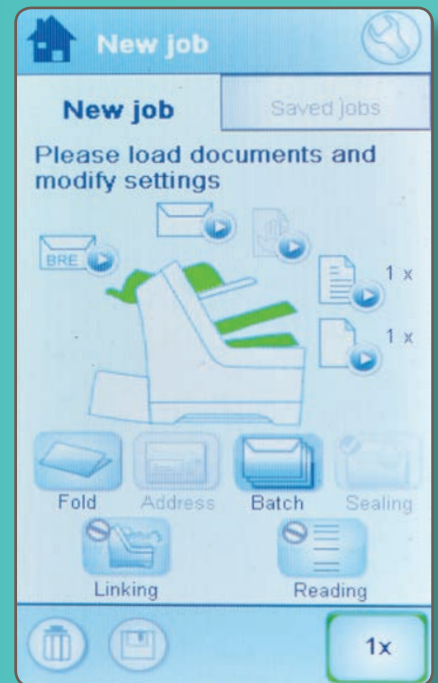 New job
New job
Saved jobs
Please load documents and
modify settings
BRE
1 x
1 x
Fold
Address
Batch
Sealing
Linking
Reading
1x